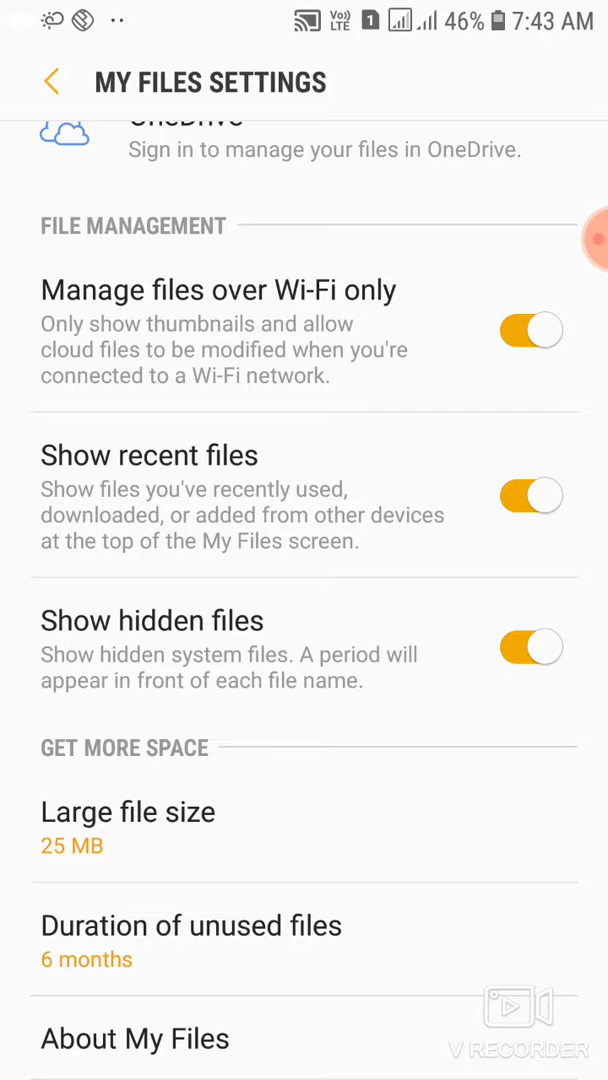 Vo))
LTE
1
46%
7:43 AM
MY FILES SETTINGS
OneDrive
Sign in to manage your files in OneDrive.
FILE MANAGEMENT
Manage files over Wi-Fi only
Only show thumbnails and allow
cloud files to be modified when you're
connected to a Wi-Fi network.
Show recent files
Show files you've recently used,
downloaded, or added from other devices
at the top of the My Files screen.
Show hidden files
Show hidden system files. A period will
appear in front of each file name.
GET MORE SPACE
Large file size
25 MB
Duration of unused files
6 months
About My Files
V RECORDER